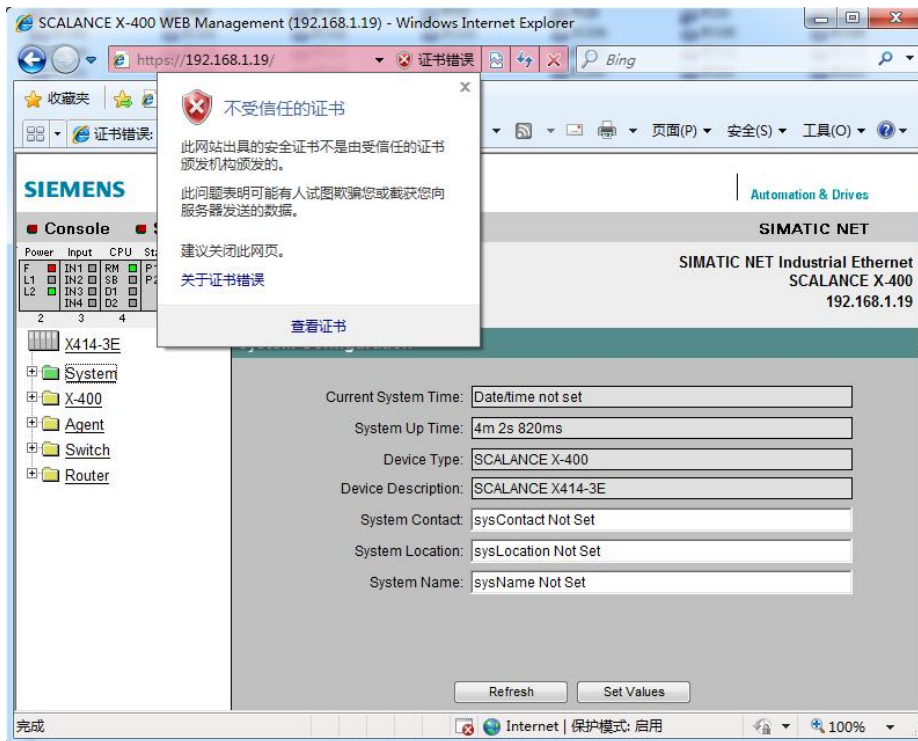 SCALANCE X-400 WEB Management (192.168.1.19) - Windows Internet Explorer
https://192.168.1.19/
证书错误
Bing
收藏夹
证书错误:
页面(P)
安全(S)
工具(O)
不受信任的证书
此网站出具的安全证书不是由受信任的证书
颁发机构颁发的。
此问题表明可能有人试图欺骗您或截获您向
服务器发送的数据。
建议关闭此网页。
关于证书错误
查看证书
SIEMENS
Automation & Drives
Console
SIMATIC NET
Power Input CPU
F IN1 RM
L1 IN2 SB
L2 IN3 D1
IN4 D2
2 3 4
SIMATIC NET Industrial Ethernet
SCALANCE X-400
192.168.1.19
X414-3E
System
X-400
Agent
Switch
Router
Current System Time: Date/time not set
System Up Time: 4m 2s 820ms
Device Type: SCALANCE X-400
Device Description: SCALANCE X414-3E
System Contact: sysContact Not Set
System Location: sysLocation Not Set
System Name: sysName Not Set
Refresh
Set Values
完成
Internet | 保护模式: 启用
100%